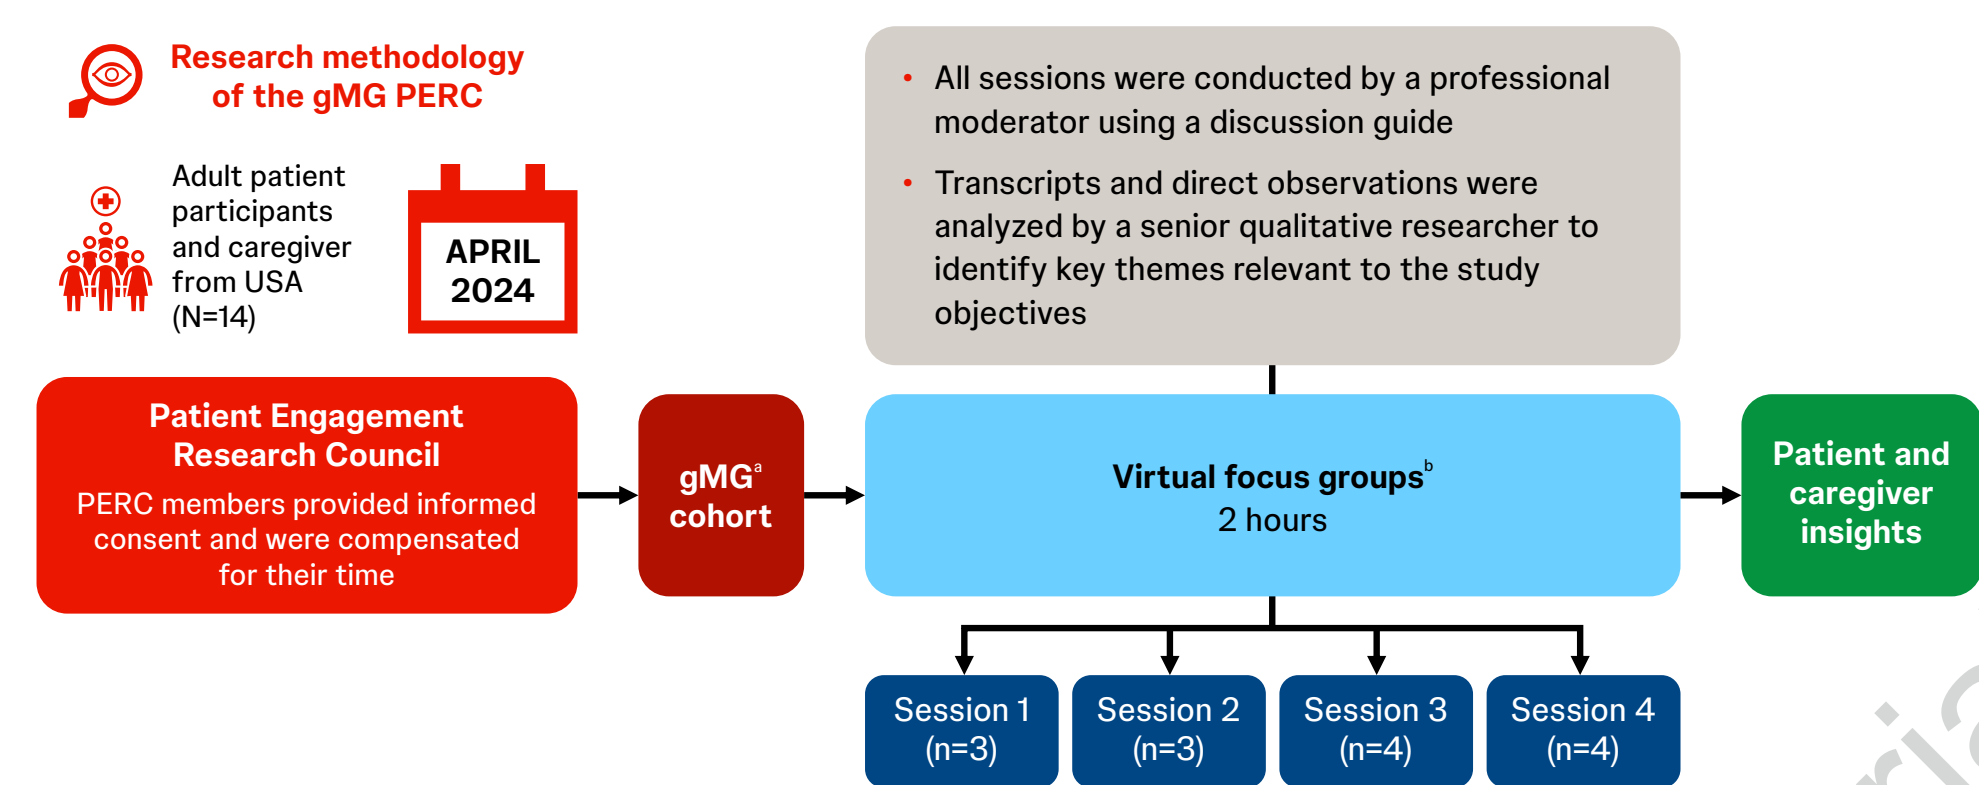 Research methodology
of the gMG PERC
Adult patient
participants
and caregiver
from USA
(N=14)
APRIL
2024
• All sessions were conducted by a professional
moderator using a discussion guide
• Transcripts and direct observations were
analyzed by a senior qualitative researcher to
identify key themes relevant to the study
objectives
Patient Engagement
Research Council
PERC members provided informed
consent and were compensated
for their time
gMGᵃ
cohort
Virtual focus groupsᵇ
2 hours
Patient and
caregiver
insights
Session 1
(n=3)
Session 2
(n=3)
Session 3
(n=4)
Session 4
(n=4)